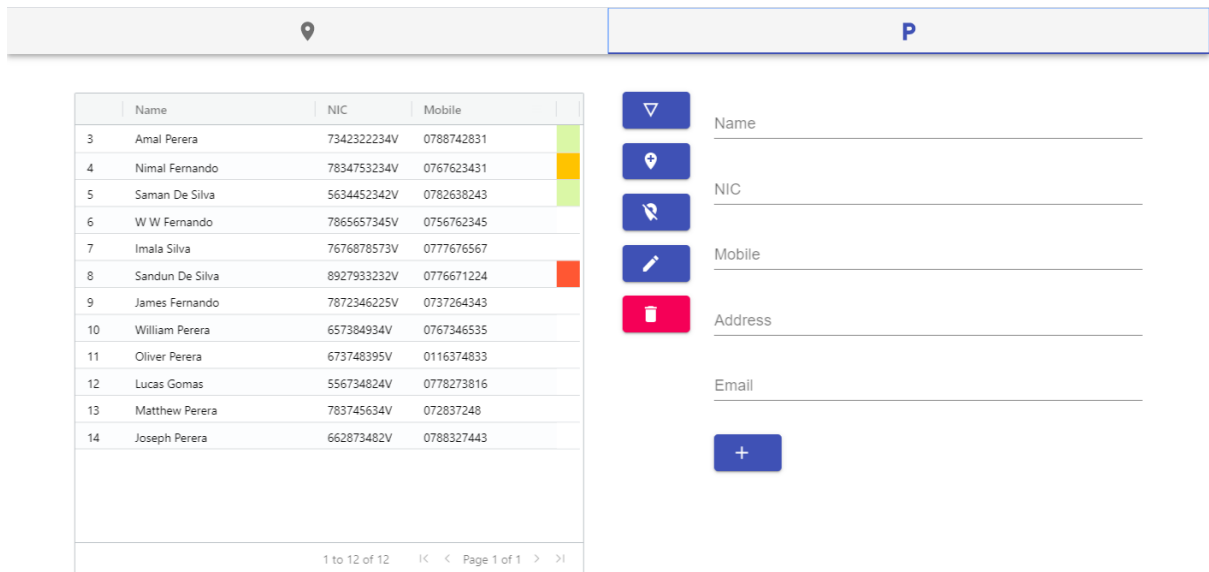 P
Name NIC Mobile
3 Amal Perera 7342322234V 0788742831
4 Nimal Fernando 7834753234V 0767623431
5 Saman De Silva 5634452342V 0782638243
6 W W Fernando 7865657345V 0756762345
7 Imala Silva 7676878573V 0777676567
8 Sandun De Silva 8927933232V 0776671224
9 James Fernando 7872346225V 0737264343
10 William Perera 657384934V 0767346535
11 Oliver Perera 673748395V 0116374833
12 Lucas Gomas 556734824V 0778273816
13 Matthew Perera 783745634V 072837248
14 Joseph Perera 662873482V 0788327443
1 to 12 of 12 Page 1 of 1
Name
NIC
Mobile
Address
Email